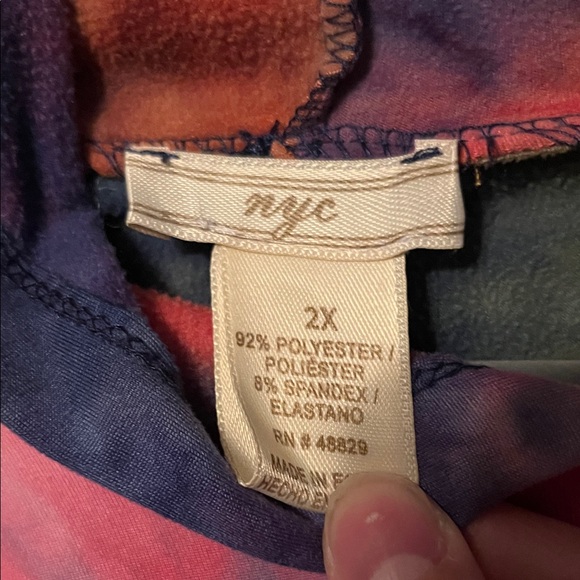 nyc
2X
92% POLYESTER /
POLIÉSTER
8% SPANDEX /
ELASTANO
RN # 48829
MADE IN
HECHO EN